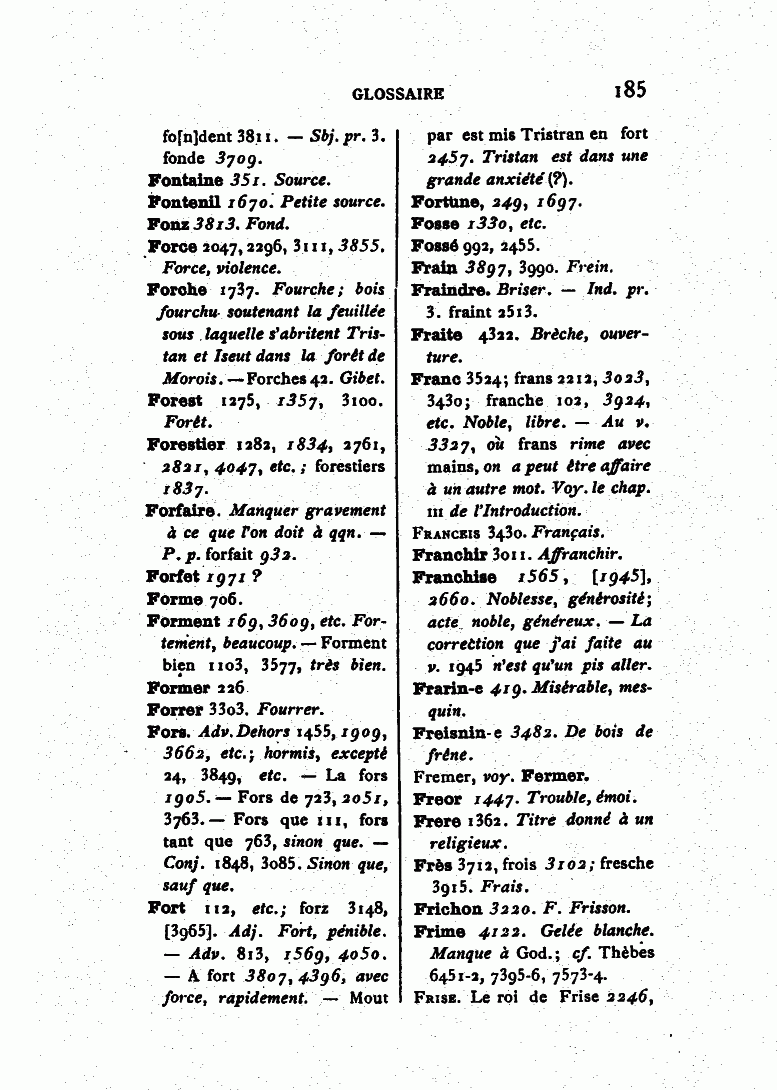 GLOSSAIRE 185
fo[n]dent 3811. — Sbj. pr. 3.
fonde 3709.
Fontaine 351. Source.
Fontenil 1670. Petite source.
Fonz 3813. Fond.
Force 2047, 2296, 3111, 3855.
Force, violence.
Forche 1737. Fourche; bois
fourchu soutenant la feuillée
sous laquelle s'abritent Tris-
tan et Iseut dans la forêt de
Morois. — Forches 42. Gibet.
Forest 1275, 1357, 3100.
Forêt.
Forestier 1282, 1834, 2761,
2821, 4047, etc.; forestiers
1837.
Forfaire. Manquer gravement
à ce que l'on doit à qqn. —
P. p. forfait 932.
Forfet 1971 ?
Forme 706.
Forment 169, 3609, etc. For-
tement, beaucoup. — Forment
bien 1103, 3577, très bien.
Former 226
Forrer 3303. Fourrer.
Fors. Adv. Dehors 1455, 1909,
3662, etc.; hormis, excepté
24, 3849, etc. — La fors
1905. — Fors de 723, 2051,
3763. — Fors que 111, fors
tant que 763, sinon que. —
Conj. 1848, 3085. Sinon que,
sauf que.
Fort 112, etc.; forz 3148,
[3965]. Adj. Fort, pénible.
— Adv. 813, 1569, 4050.
— A fort 3807, 4396, avec
force, rapidement. — Mout
par est mis Tristran en fort
2457. Tristan est dans une
grande anxiété (?).
Fortune, 249, 1697.
Fosse 1330, etc.
Fossé 992, 2455.
Frain 3897, 3990. Frein.
Fraindre. Briser. — Ind. pr.
3. fraint 2513.
Fraite 4322. Brèche, ouver-
ture.
Franc 3524; frans 2212, 3023,
3430; franche 102, 3924,
etc. Noble, libre. — Au v.
3327, où frans rime avec
mains, on a peut être affaire
à un autre mot. Voy. le chap.
III de l'Introduction.
FRANCEIS 3430. Français.
Franchir 3011. Affranchir.
Franchise 1565, [1945],
2660. Noblesse, générosité;
acte noble, généreux. — La
correction que j'ai faite au
v. 1945 n'est qu'un pis aller.
Frarin-e 419. Misérable, mes-
quin.
Freisnin-e 3482. De bois de
frêne.
Fremer, voy. Fermer.
Freor 1447. Trouble, émoi.
Frere 1362. Titre donné à un
religieux.
Frès 3712, frois 3102; fresche
3915. Frais.
Frichon 3220. F. Frisson.
Frime 4122. Gelée blanche.
Manque à God.; cf. Thèbes
6451-2, 7395-6, 7573-4.
FRISE. Le roi de Frise 2246,